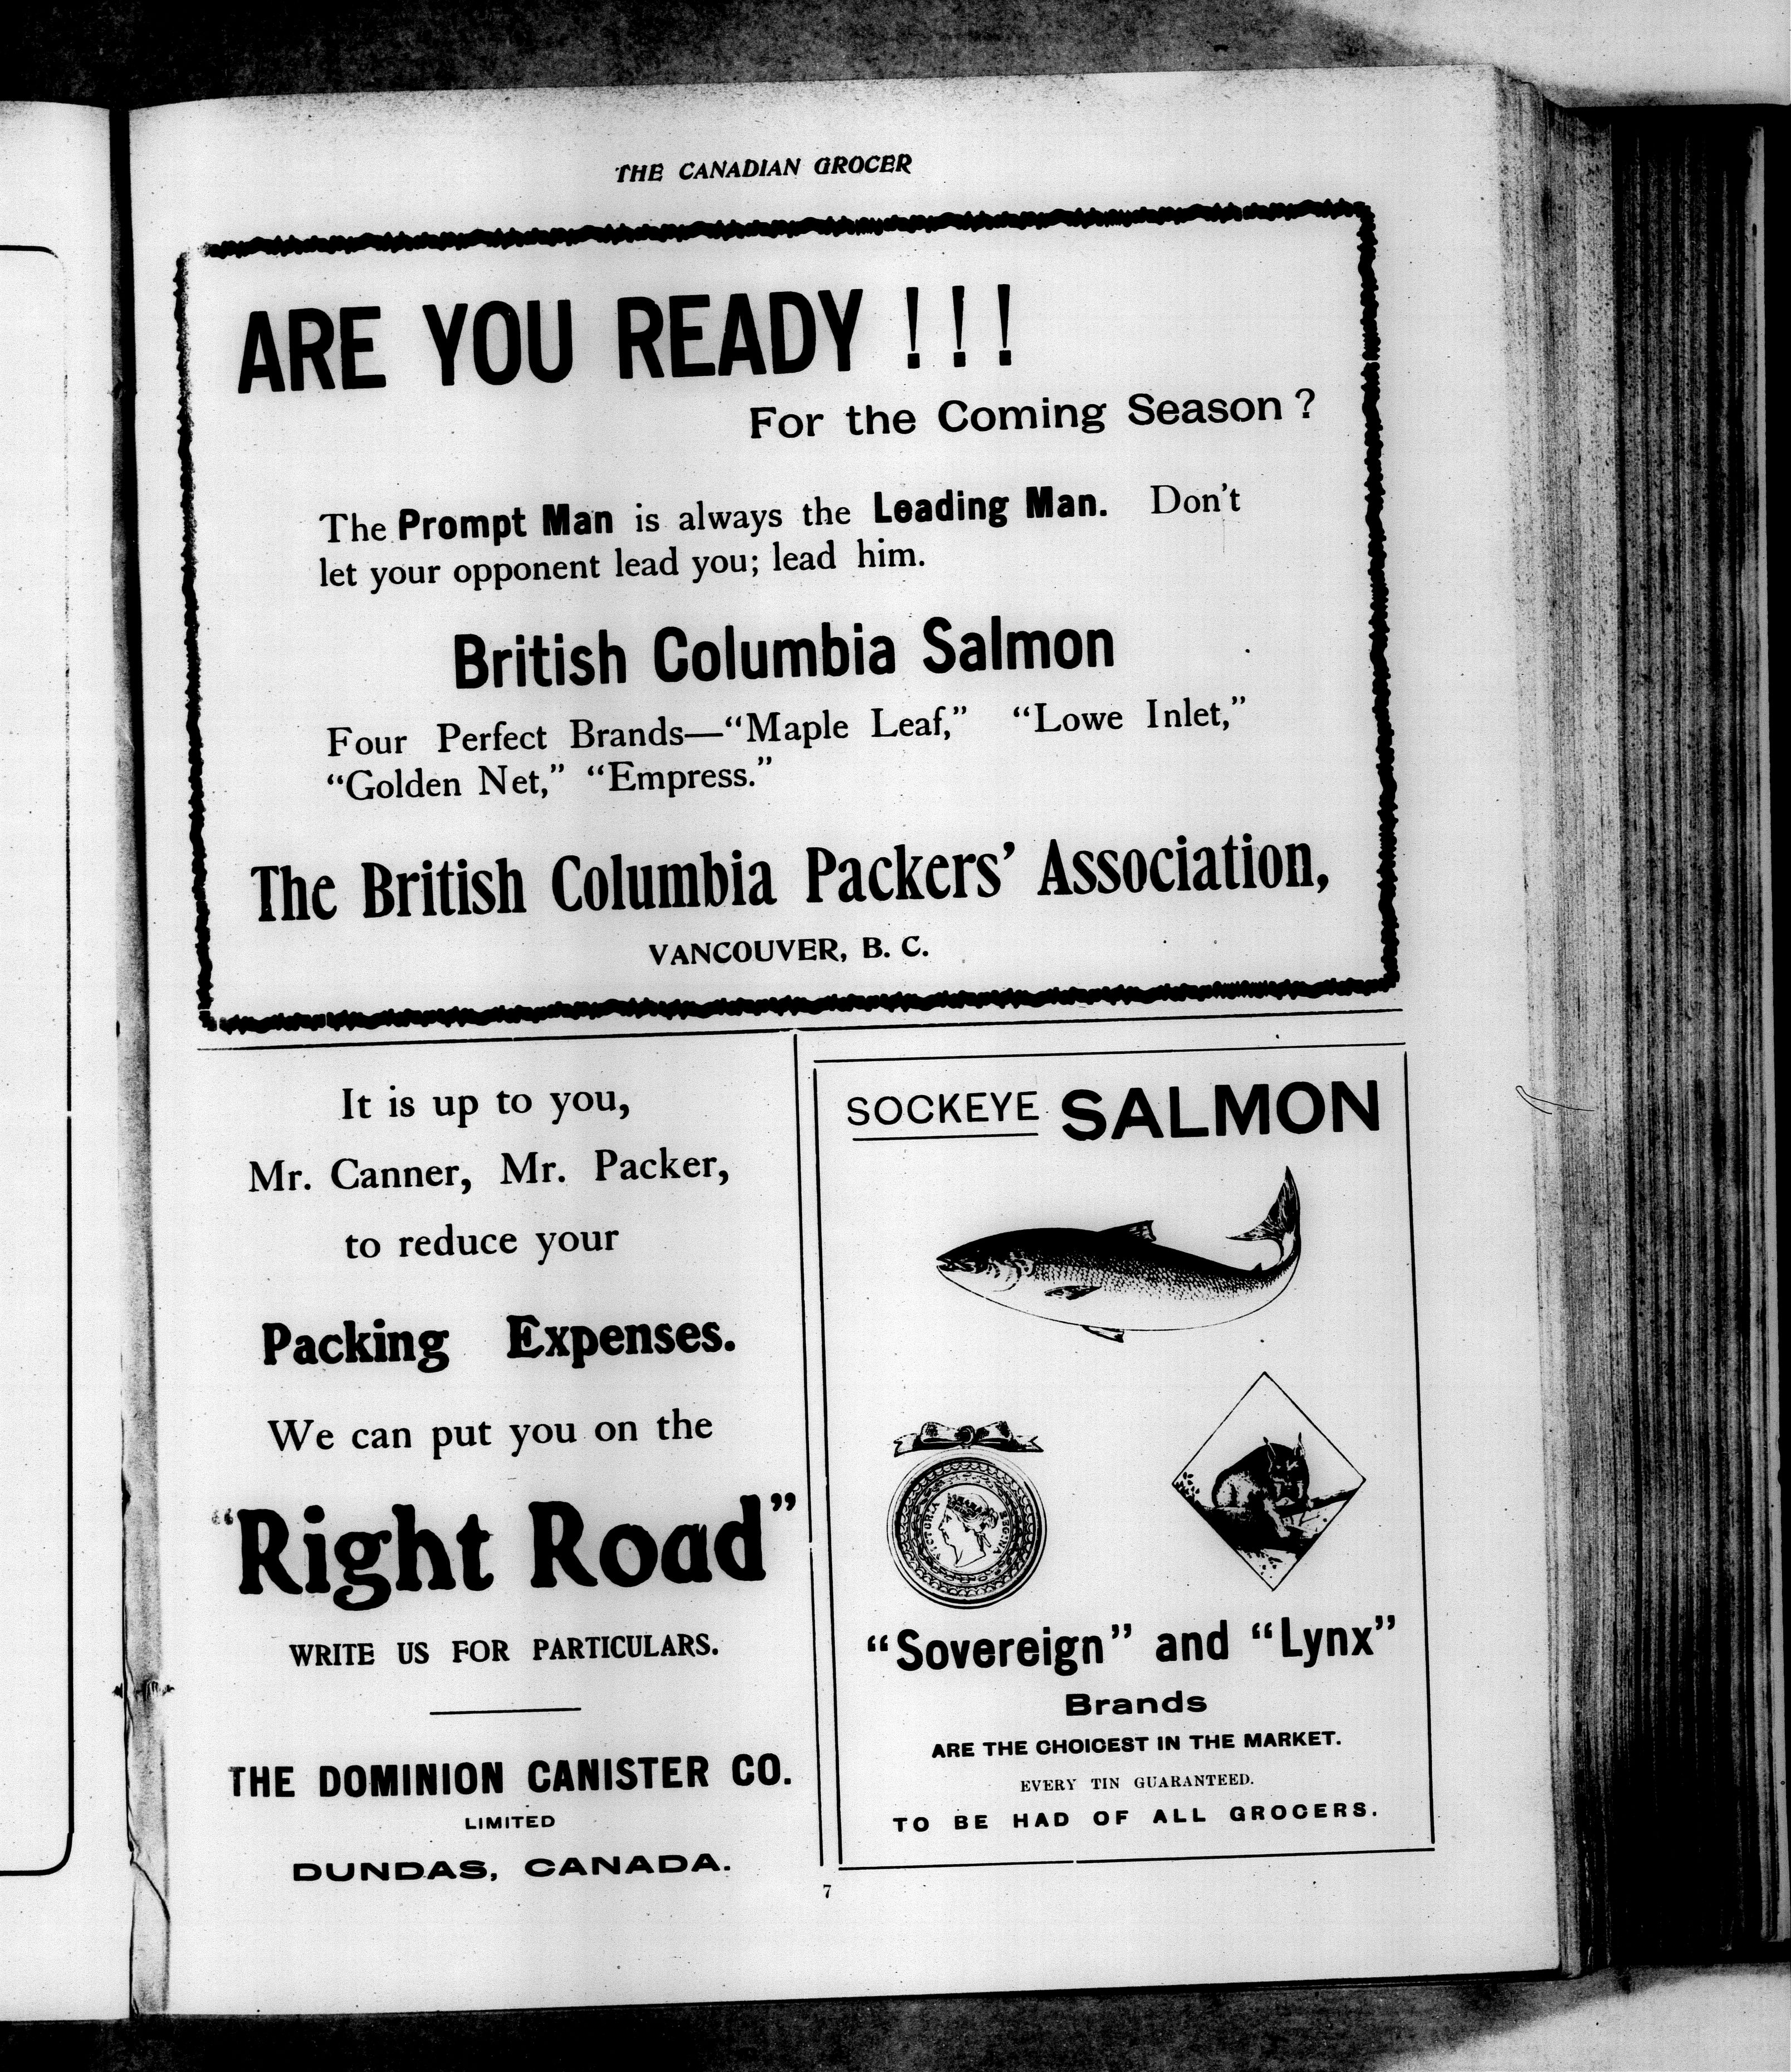 THE CANADIAN GROCER
ARE YOU READY ! ! !
For the Coming Season ?
The Prompt Man is always the Leading Man. Don't
let your opponent lead you; lead him.
British Columbia Salmon
Four Perfect Brands—“Maple Leaf,” “Lowe Inlet,”
“Golden Net,” “Empress.”
The British Columbia Packers’ Association,
VANCOUVER, B. C.
It is up to you,
Mr. Canner, Mr. Packer,
to reduce your
Packing Expenses.
We can put you on the
“Right Road”
WRITE US FOR PARTICULARS.
THE DOMINION CANISTER CO.
LIMITED
DUNDAS, CANADA.
SOCKEYE SALMON
VICTORIA REGINA
“Sovereign” and “Lynx”
Brands
ARE THE CHOICEST IN THE MARKET.
EVERY TIN GUARANTEED.
TO BE HAD OF ALL GROCERS.
7